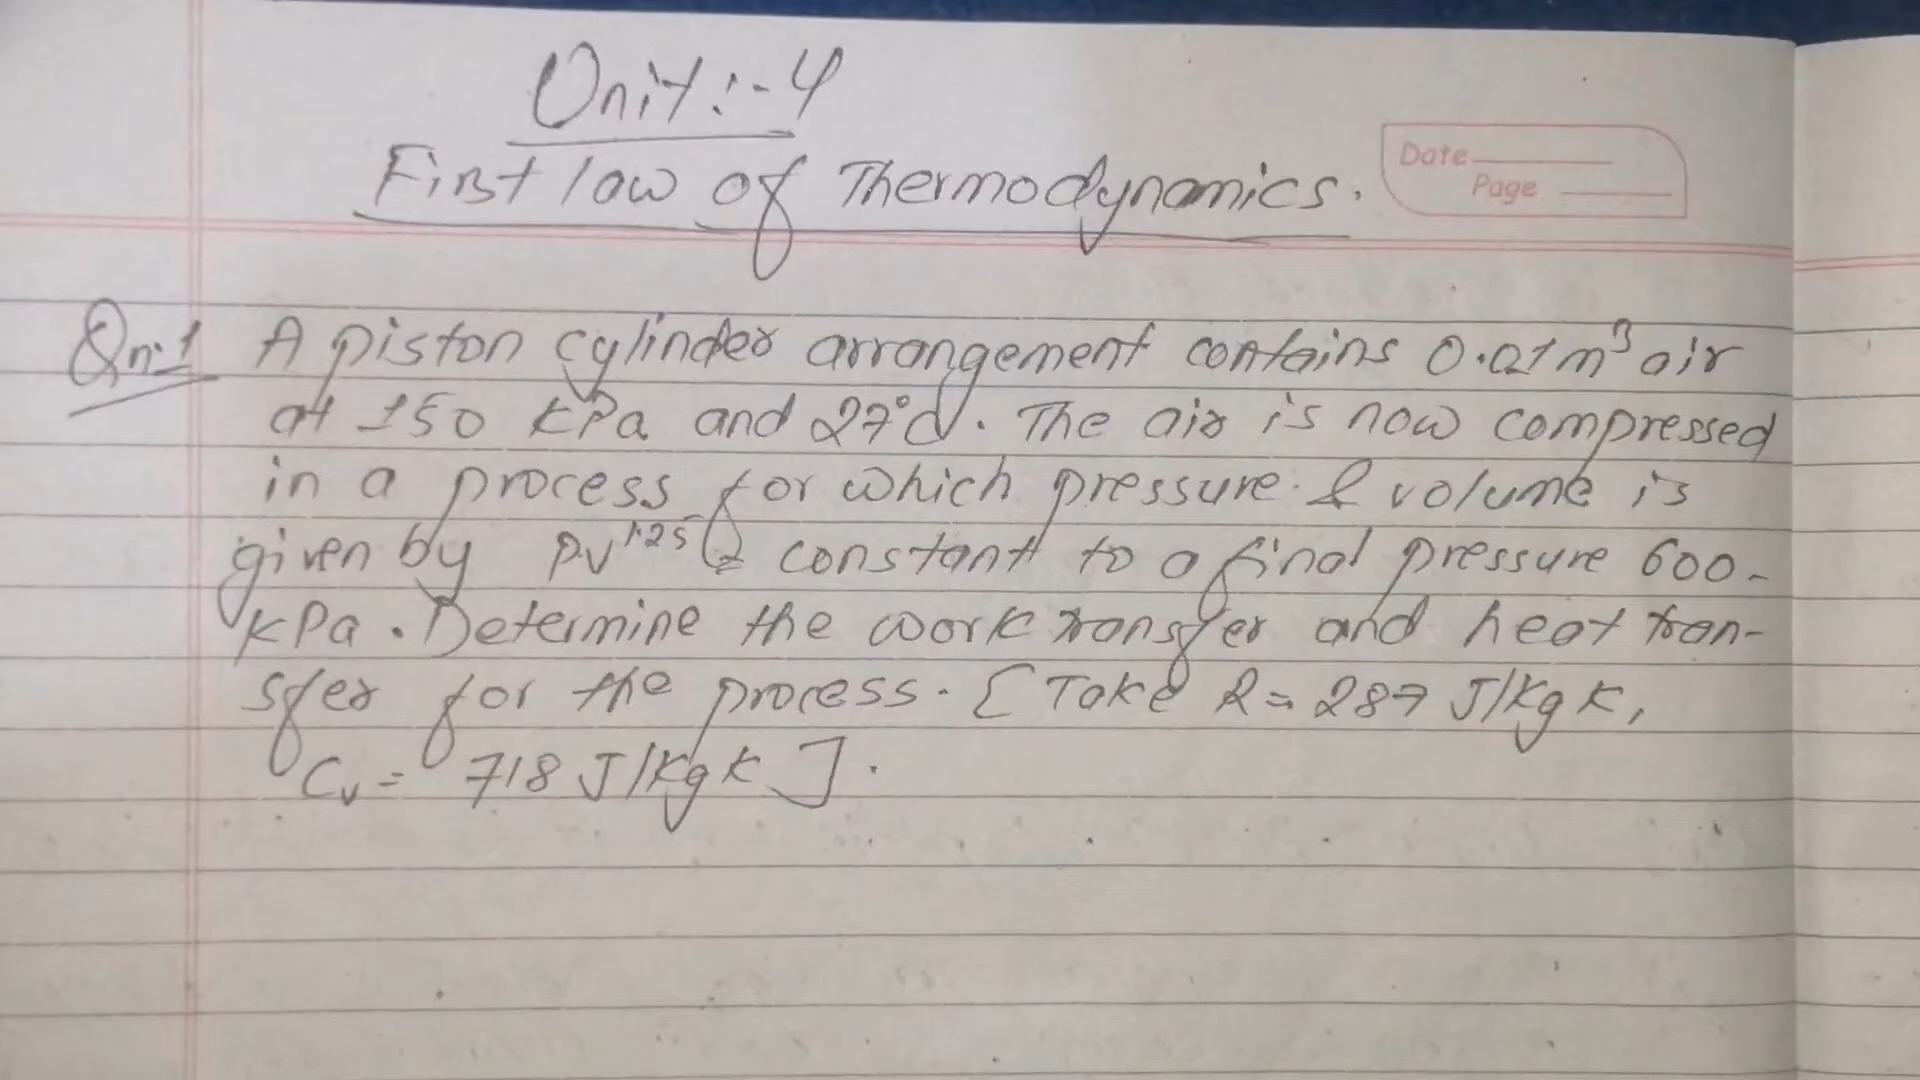 Unit :- 4
First law of Thermodynamics.
Date
Page
Qn:1 A piston cylinder arrangement contains 0.01m³ air
at 150 kPa and 27°C. The air is now compressed
in a process for which pressure & volume is
given by PV^1.25 = constant to a final pressure 600-
kPa. Determine the work transfer and heat tran-
sfer for the process. [Take R = 287 J/kgK,
Cv = 718 J/kgK ].